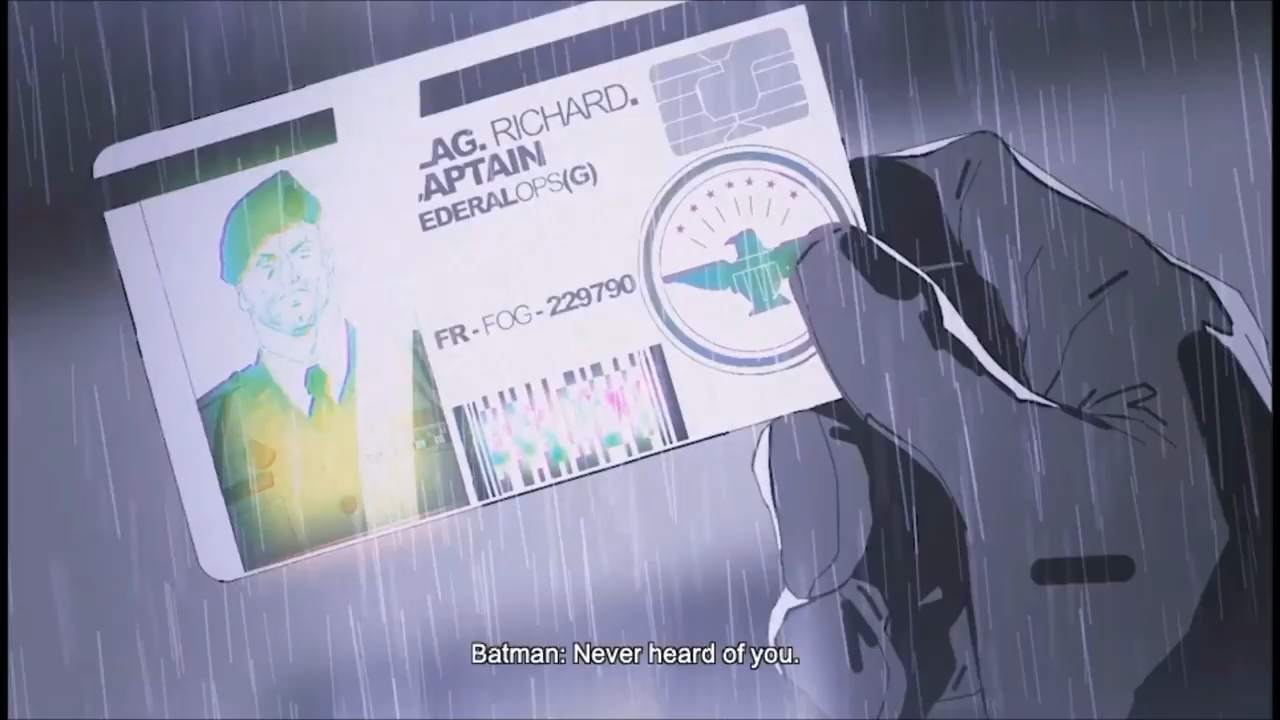 .AG. RICHARD.
.APTAIN
EDERALOPS(G)
FR - FOG - 229790
Batman: Never heard of you.